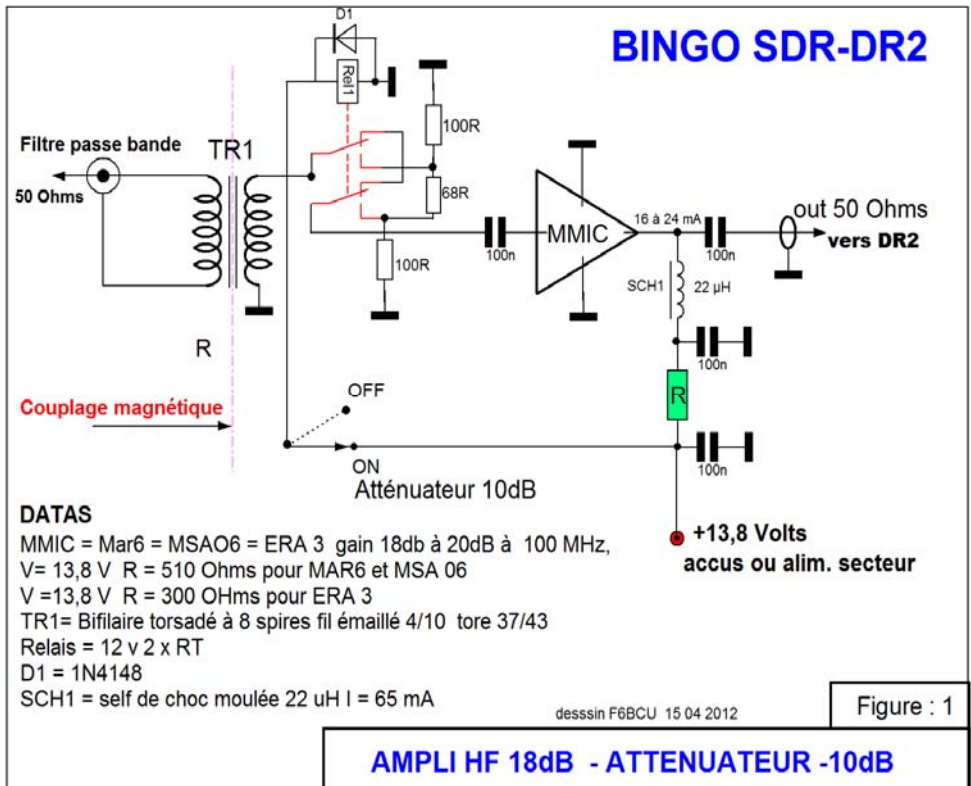 BINGO SDR-DR2
D1
Rel1
100R
Filtre passe bande
TR1
50 Ohms
68R
100R
100n
MMIC
16 à 24 mA
100n
out 50 Ohms
vers DR2
SCH1
22 µH
100n
R
R
100n
Couplage magnétique
OFF
ON
Atténuateur 10dB
+13,8 Volts
accus ou alim. secteur
DATAS
MMIC = Mar6 = MSAO6 = ERA 3 gain 18db à 20dB à 100 MHz,
V= 13,8 V R = 510 Ohms pour MAR6 et MSA 06
V =13,8 V R = 300 OHms pour ERA 3
TR1= Bifilaire torsadé à 8 spires fil émaillé 4/10 tore 37/43
Relais = 12 v 2 x RT
D1 = 1N4148
SCH1 = self de choc moulée 22 uH I = 65 mA
desssin F6BCU 15 04 2012
Figure : 1
AMPLI HF 18dB - ATTENUATEUR -10dB